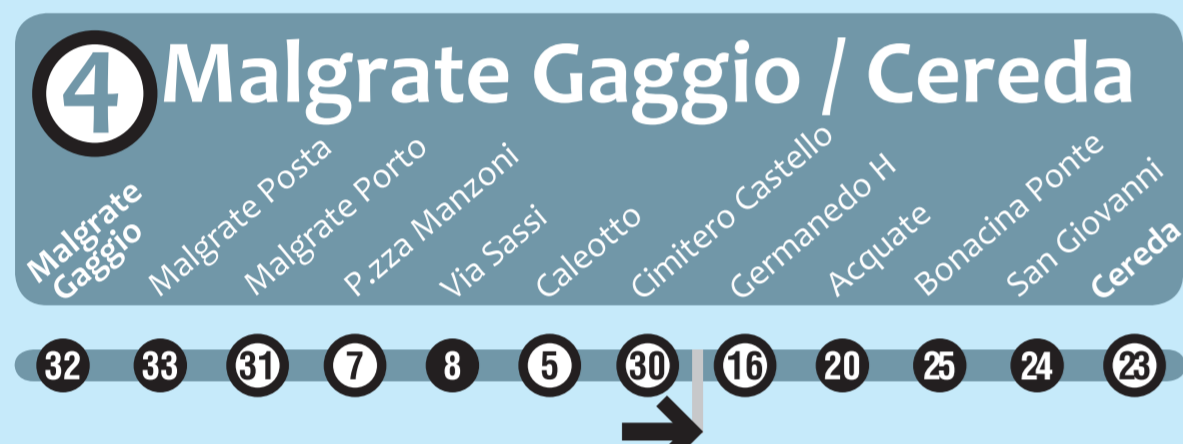 4 Malgrate Gaggio / Cereda
Malgrate
Gaggio
Malgrate Posta
Malgrate Porto
P.zza Manzoni
Via Sassi
Caleotto
Cimitero Castello
Germanedo H
Acquate
Bonacina Ponte
San Giovanni
Cereda
32 33 31 7 8 5 30 16 20 25 24 23